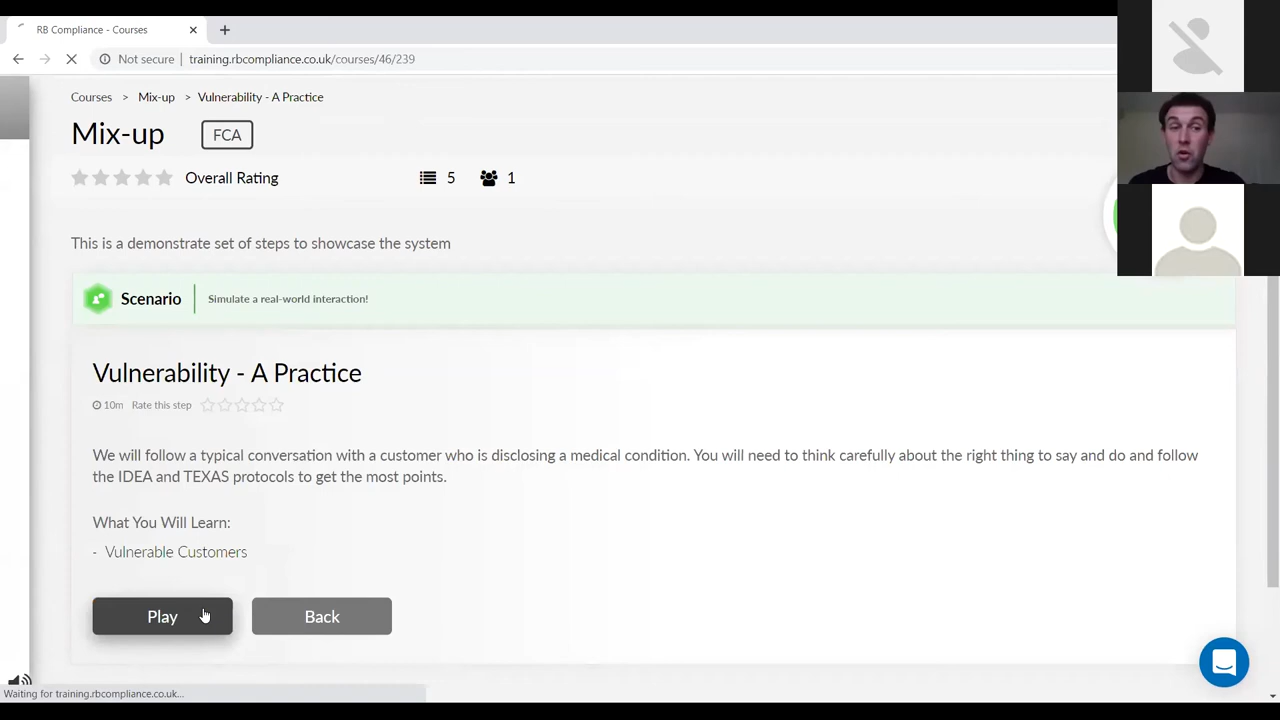 RB Compliance - Courses
Not secure
training.rbcompliance.co.uk/courses/46/239
Courses > Mix-up > Vulnerability - A Practice
Mix-up
FCA
Overall Rating
5
1
This is a demonstrate set of steps to showcase the system
Scenario
Simulate a real-world interaction!
Vulnerability - A Practice
10m
Rate this step
We will follow a typical conversation with a customer who is disclosing a medical condition. You will need to think carefully about the right thing to say and do and follow
the IDEA and TEXAS protocols to get the most points.
What You Will Learn:
- Vulnerable Customers
Play
Back
Waiting for training.rbcompliance.co.uk...